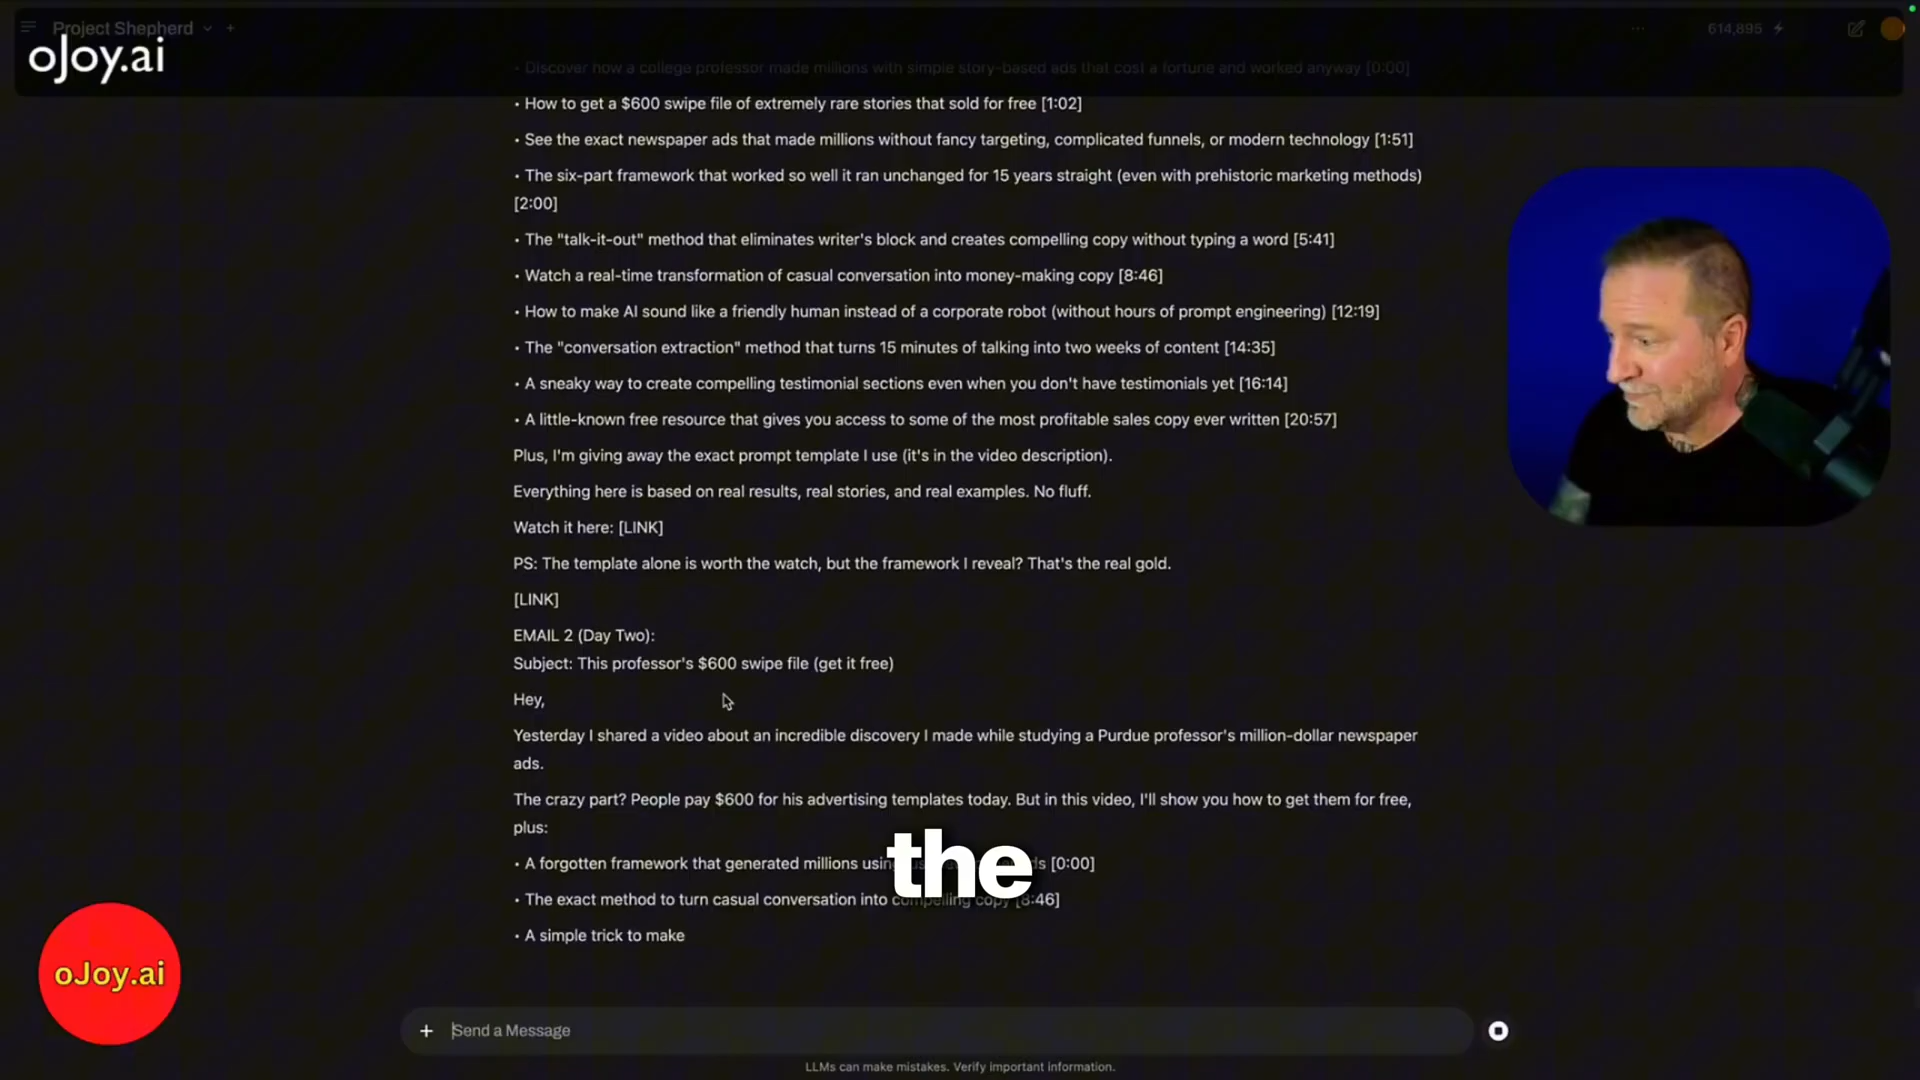 Project Shepherd
614,895
oJoy.ai
• Discover how a college professor made millions with simple story-based ads that cost a fortune and worked anyway [0:00]
• How to get a $600 swipe file of extremely rare stories that sold for free [1:02]
• See the exact newspaper ads that made millions without fancy targeting, complicated funnels, or modern technology [1:51]
• The six-part framework that worked so well it ran unchanged for 15 years straight (even with prehistoric marketing methods)
[2:00]
• The "talk-it-out" method that eliminates writer's block and creates compelling copy without typing a word [5:41]
• Watch a real-time transformation of casual conversation into money-making copy [8:46]
• How to make AI sound like a friendly human instead of a corporate robot (without hours of prompt engineering) [12:19]
• The "conversation extraction" method that turns 15 minutes of talking into two weeks of content [14:35]
• A sneaky way to create compelling testimonial sections even when you don't have testimonials yet [16:14]
• A little-known free resource that gives you access to some of the most profitable sales copy ever written [20:57]
Plus, I'm giving away the exact prompt template I use (it's in the video description).
Everything here is based on real results, real stories, and real examples. No fluff.
Watch it here: [LINK]
PS: The template alone is worth the watch, but the framework I reveal? That's the real gold.
[LINK]
EMAIL 2 (Day Two):
Subject: This professor's $600 swipe file (get it free)
Hey,
Yesterday I shared a video about an incredible discovery I made while studying a Purdue professor's million-dollar newspaper
ads.
The crazy part? People pay $600 for his advertising templates today. But in this video, I'll show you how to get them for free,
plus:
• A forgotten framework that generated millions [0:00]
the
• The exact method to turn casual conversation into compelling copy [8:46]
• A simple trick to make
oJoy.ai
Send a Message
LLMs can make mistakes. Verify important information.